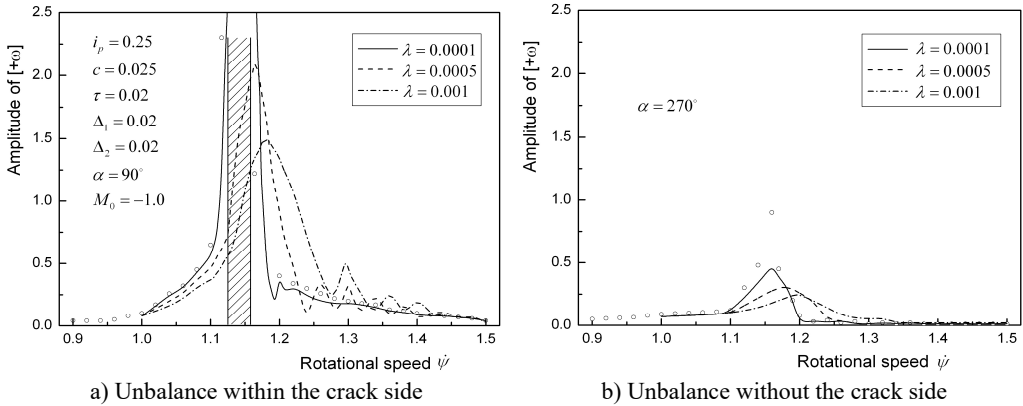 2.5
2.0
1.5
1.0
0.5
0.0
Amplitude of [+ω]
i_p = 0.25
c = 0.025
τ = 0.02
Δ_1 = 0.02
Δ_2 = 0.02
α = 90°
M_0 = −1.0
λ = 0.0001
λ = 0.0005
λ = 0.001
0.9 1.0 1.1 1.2 1.3 1.4 1.5
Rotational speed ψ̇
a) Unbalance within the crack side
2.5
2.0
1.5
1.0
0.5
0.0
Amplitude of [+ω]
α = 270°
λ = 0.0001
λ = 0.0005
λ = 0.001
0.9 1.0 1.1 1.2 1.3 1.4 1.5
Rotational speed ψ̇
b) Unbalance without the crack side